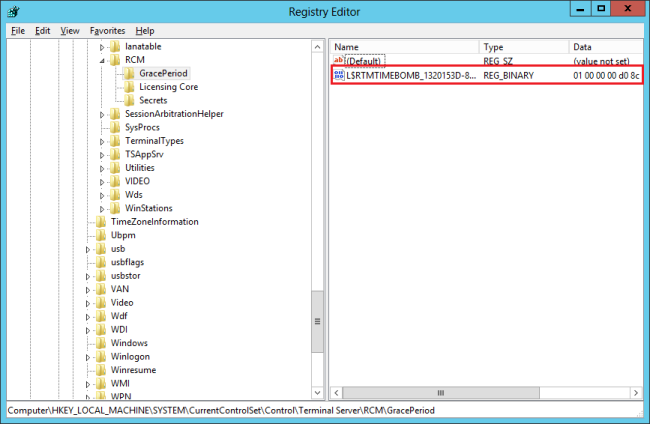 Registry Editor
File Edit View Favorites Help
lanatable
RCM
GracePeriod
Licensing Core
Secrets
SessionArbitrationHelper
SysProcs
TerminalTypes
TSAppSrv
Utilities
VIDEO
Wds
WinStations
TimeZoneInformation
Ubpm
usb
usbflags
usbstor
VAN
Video
Wdf
WDI
Windows
Winlogon
Winresume
WMI
WPN
Name Type Data
ab (Default) REG_SZ (value not set)
L$RTMTIMEBOMB_1320153D-8... REG_BINARY 01 00 00 00 d0 8c
Computer\HKEY_LOCAL_MACHINE\SYSTEM\CurrentControlSet\Control\Terminal Server\RCM\GracePeriod